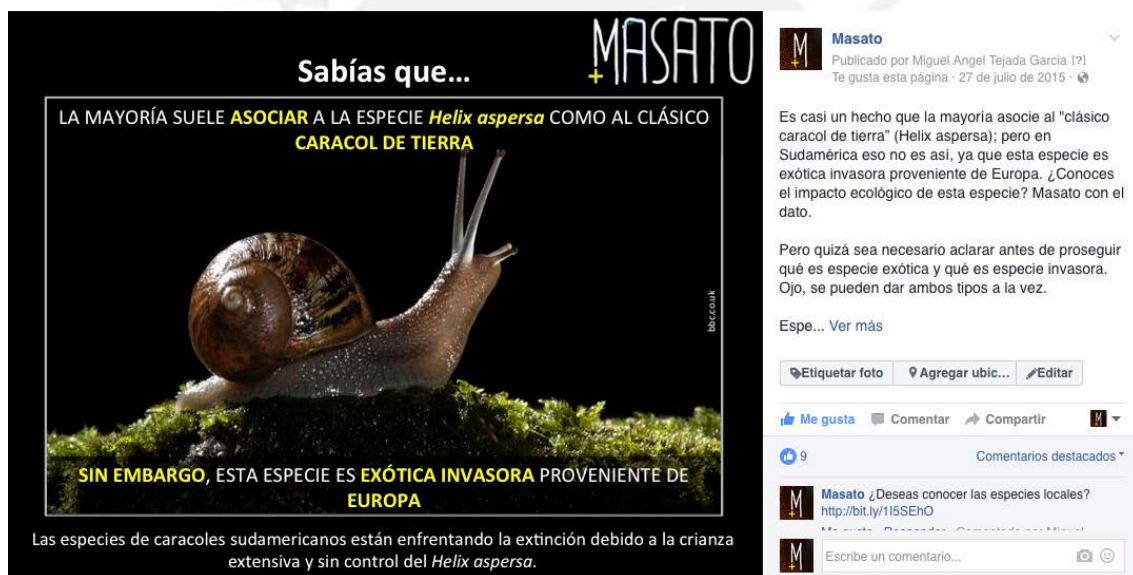 MASATO
Sabías que...
LA MAYORÍA SUELE ASOCIAR A LA ESPECIE Helix aspersa COMO AL CLÁSICO
CARACOL DE TIERRA
bbc.co.uk
SIN EMBARGO, ESTA ESPECIE ES EXÓTICA INVASORA PROVENIENTE DE
EUROPA
Las especies de caracoles sudamericanos están enfrentando la extinción debido a la crianza
extensiva y sin control del Helix aspersa.
Masato
Publicado por Miguel Angel Tejada Garcia [?]
Te gusta esta página · 27 de julio de 2015 ·
Es casi un hecho que la mayoría asocie al "clásico
caracol de tierra" (Helix aspersa); pero en
Sudamérica eso no es así, ya que esta especie es
exótica invasora proveniente de Europa. ¿Conoces
el impacto ecológico de esta especie? Masato con el
dato.
Pero quizá sea necesario aclarar antes de proseguir
qué es especie exótica y qué es especie invasora.
Ojo, se pueden dar ambos tipos a la vez.
Espe... Ver más
Etiquetar foto Agregar ubic... Editar
Me gusta Comentar Compartir
9 Comentarios destacados
Masato ¿Deseas conocer las especies locales?
http://bit.ly/1I5SEhO
Me gusta · Responder · Comentado por Miguel
Escribe un comentario...